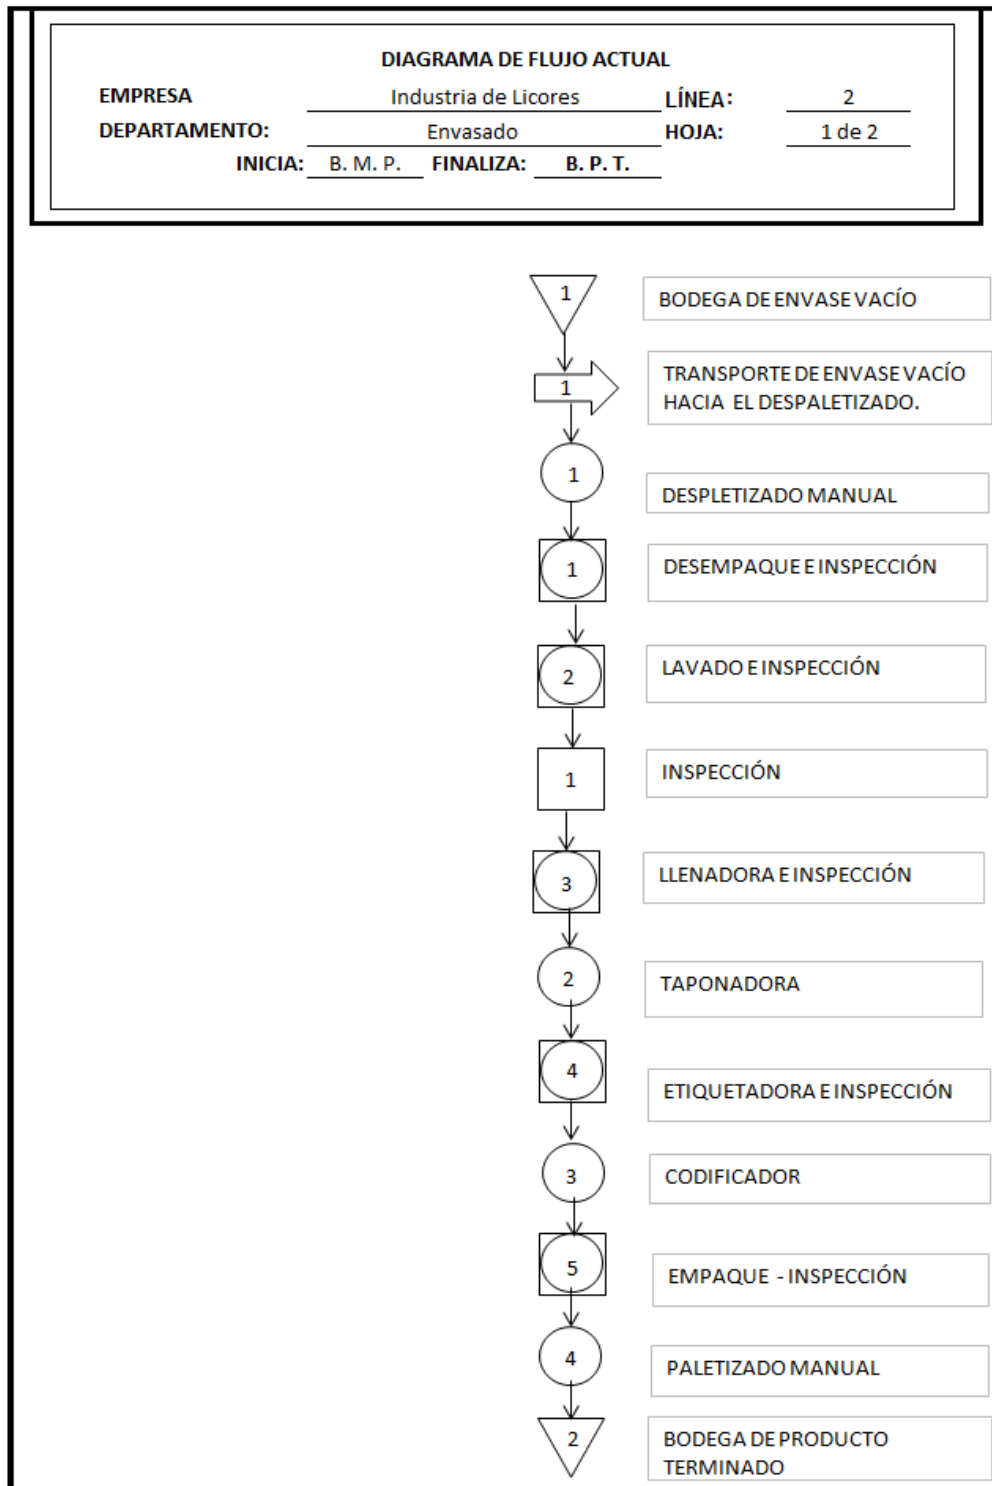 DIAGRAMA DE FLUJO ACTUAL
EMPRESA Industria de Licores LÍNEA: 2
DEPARTAMENTO: Envasado HOJA: 1 de 2
INICIA: B. M. P. FINALIZA: B. P. T.
1 BODEGA DE ENVASE VACÍO
1 TRANSPORTE DE ENVASE VACÍO
HACIA EL DESPALETIZADO.
1 DESPLETIZADO MANUAL
1 DESEMPAQUE E INSPECCIÓN
2 LAVADO E INSPECCIÓN
1 INSPECCIÓN
3 LLENADORA E INSPECCIÓN
2 TAPONADORA
4 ETIQUETADORA E INSPECCIÓN
3 CODIFICADOR
5 EMPAQUE - INSPECCIÓN
4 PALETIZADO MANUAL
2 BODEGA DE PRODUCTO
TERMINADO